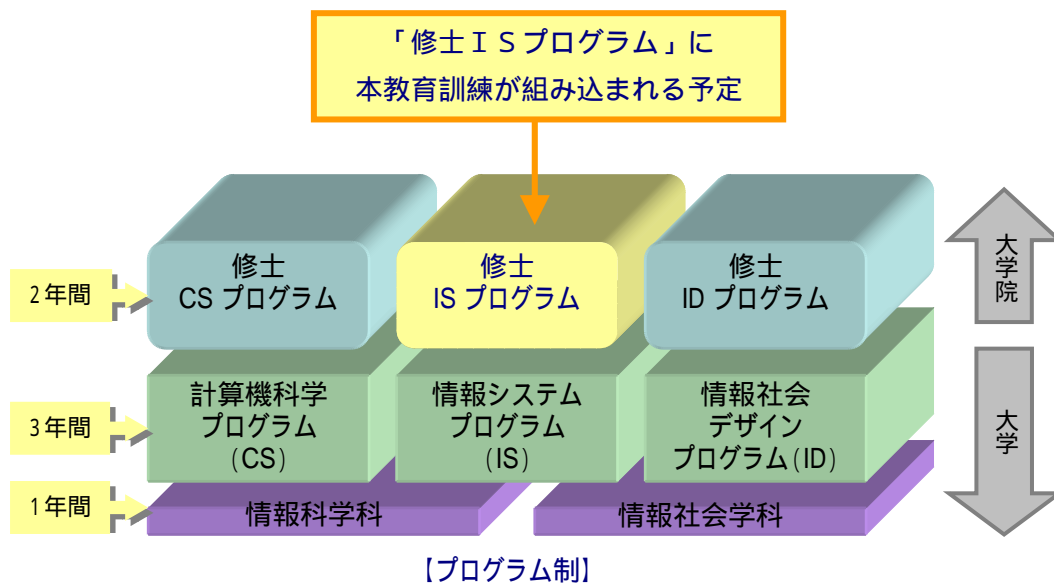 「修士ＩＳプログラム」に
本教育訓練が組み込まれる予定
修士
CS プログラム
修士
IS プログラム
修士
ID プログラム
2年間
大学院
計算機科学
プログラム
(CS)
情報システム
プログラム
(IS)
情報社会
デザイン
プログラム(ID)
3年間
大学
1年間
情報科学科
情報社会学科
【プログラム制】